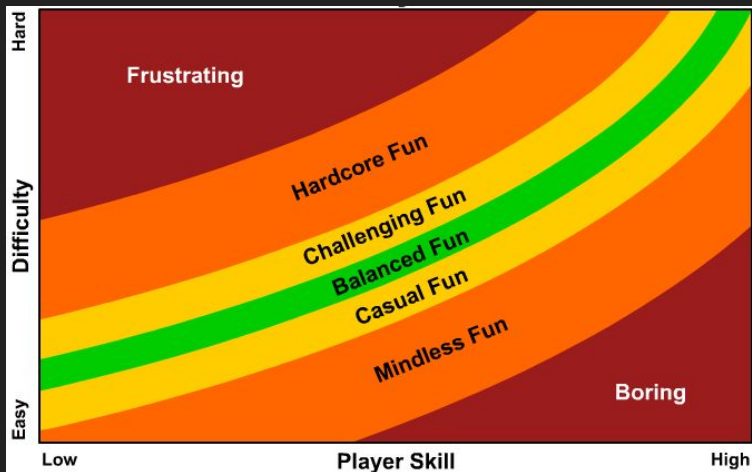 Hard
Frustrating
Hardcore Fun
Challenging Fun
Balanced Fun
Casual Fun
Mindless Fun
Boring
Difficulty
Easy
Low
Player Skill
High